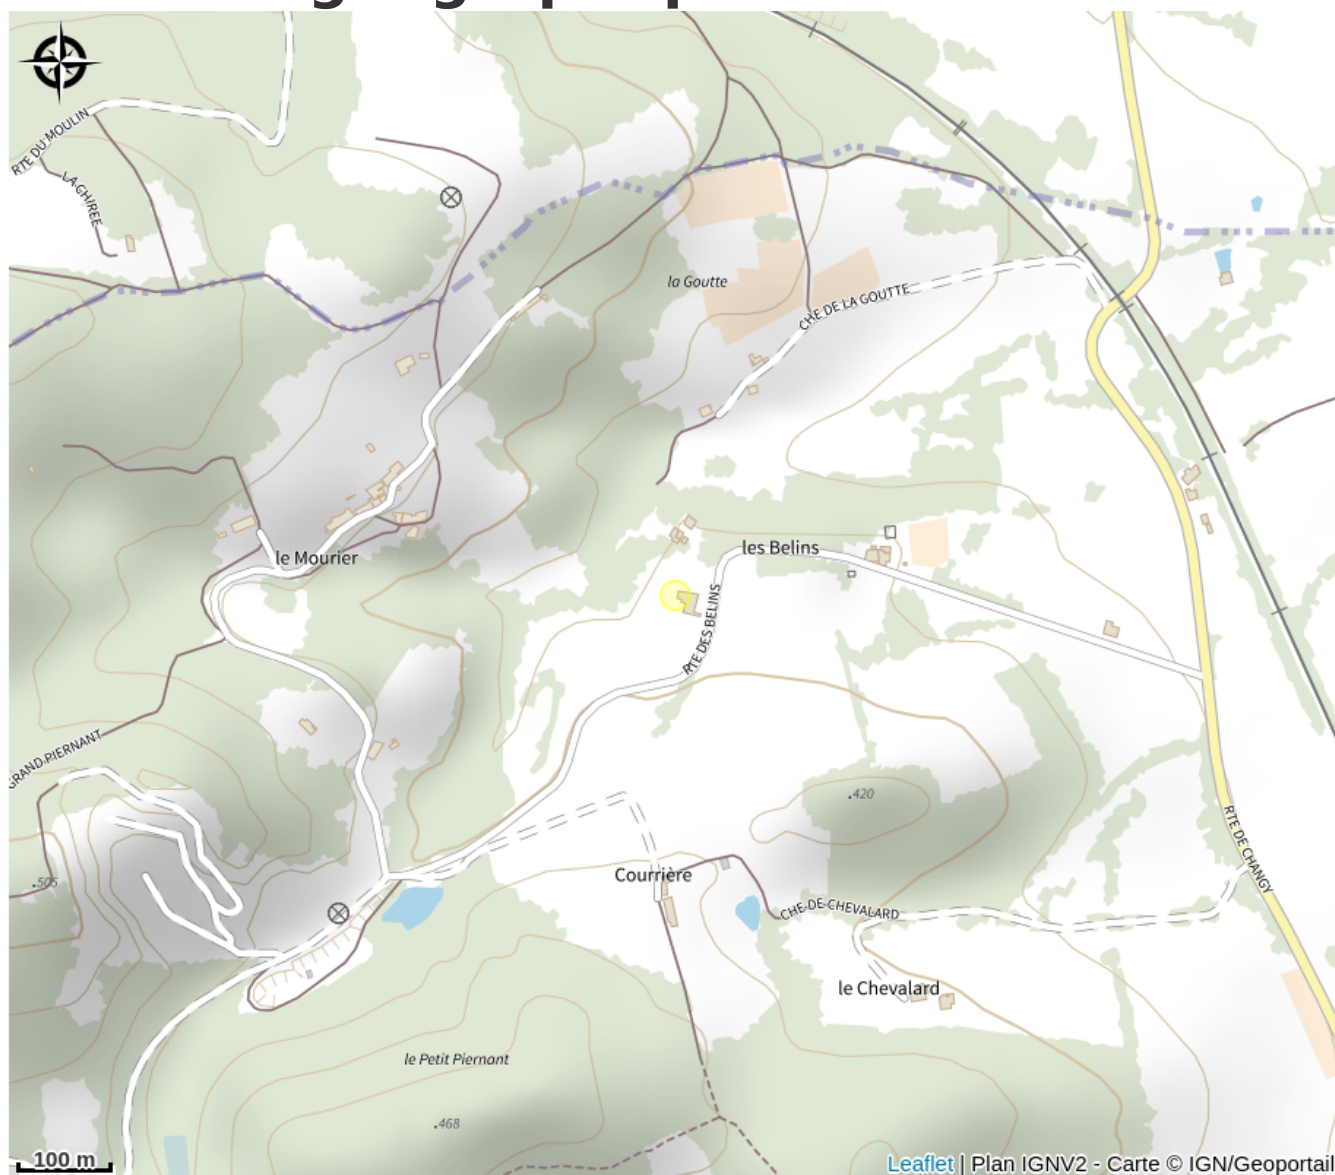 RTE DU MOULIN
LA CHIREE
la Goutte
CHE DE LA GOUTTE
le Mourier
les Belins
RTE DES BELINS
GRAND PIERNANT
.420
RTE DE CHANGY
.505
Courrière
CHE-DE-CHEVALARD
le Chevalard
le Petit Piernant
.468
100 m
Leaflet | Plan IGNV2 - Carte © IGN/Geoportail